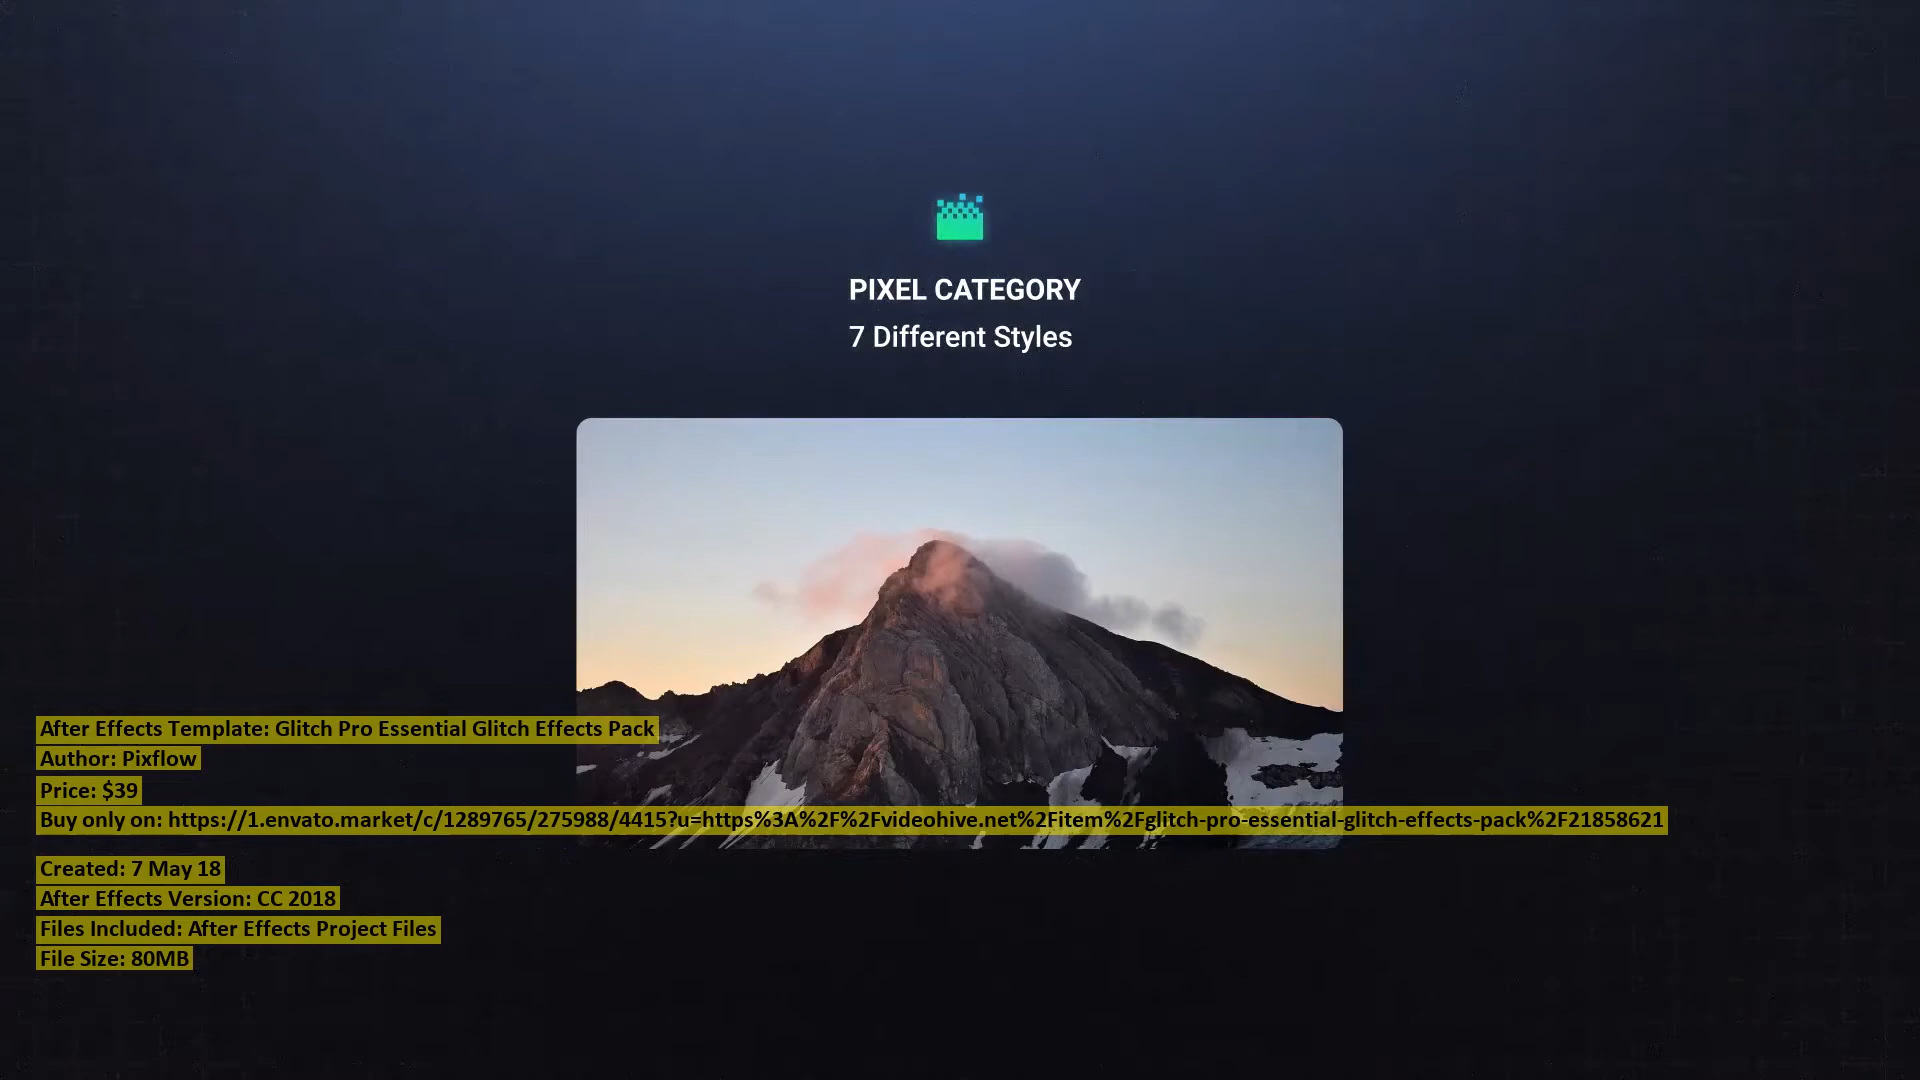 PIXEL CATEGORY
7 Different Styles
After Effects Template: Glitch Pro Essential Glitch Effects Pack
Author: Pixflow
Price: $39
Buy only on: https://1.envato.market/c/1289765/275988/4415?u=https%3A%2F%2Fvideohive.net%2Fitem%2Fglitch-pro-essential-glitch-effects-pack%2F21858621
Created: 7 May 18
After Effects Version: CC 2018
Files Included: After Effects Project Files
File Size: 80MB